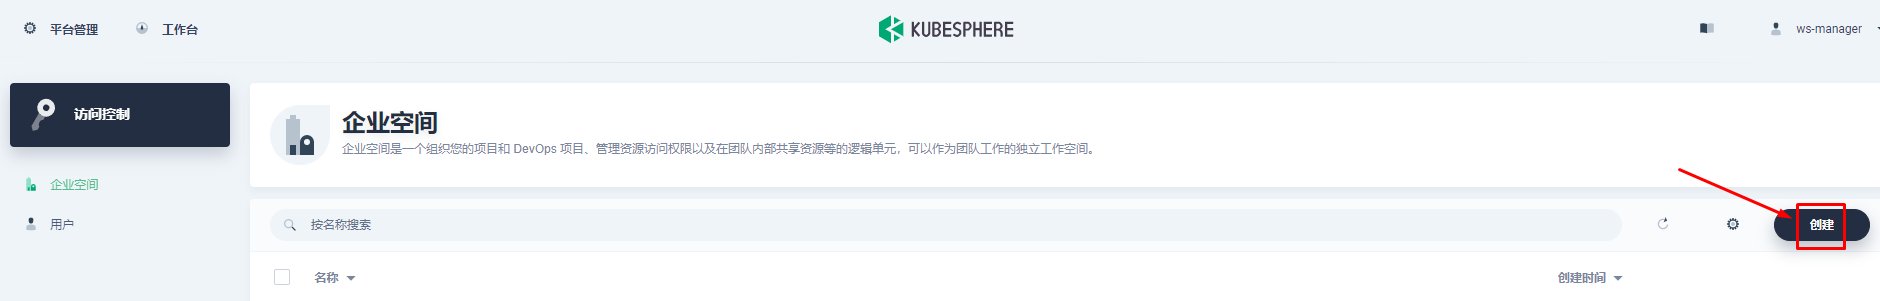 平台管理 工作台 KUBESPHERE ws-manager
访问控制
企业空间
用户
企业空间
企业空间是一个组织您的项目和 DevOps 项目、管理资源访问权限以及在团队内部共享资源等的逻辑单元，可以作为团队工作的独立工作空间。
按名称搜索 创建
名称 创建时间